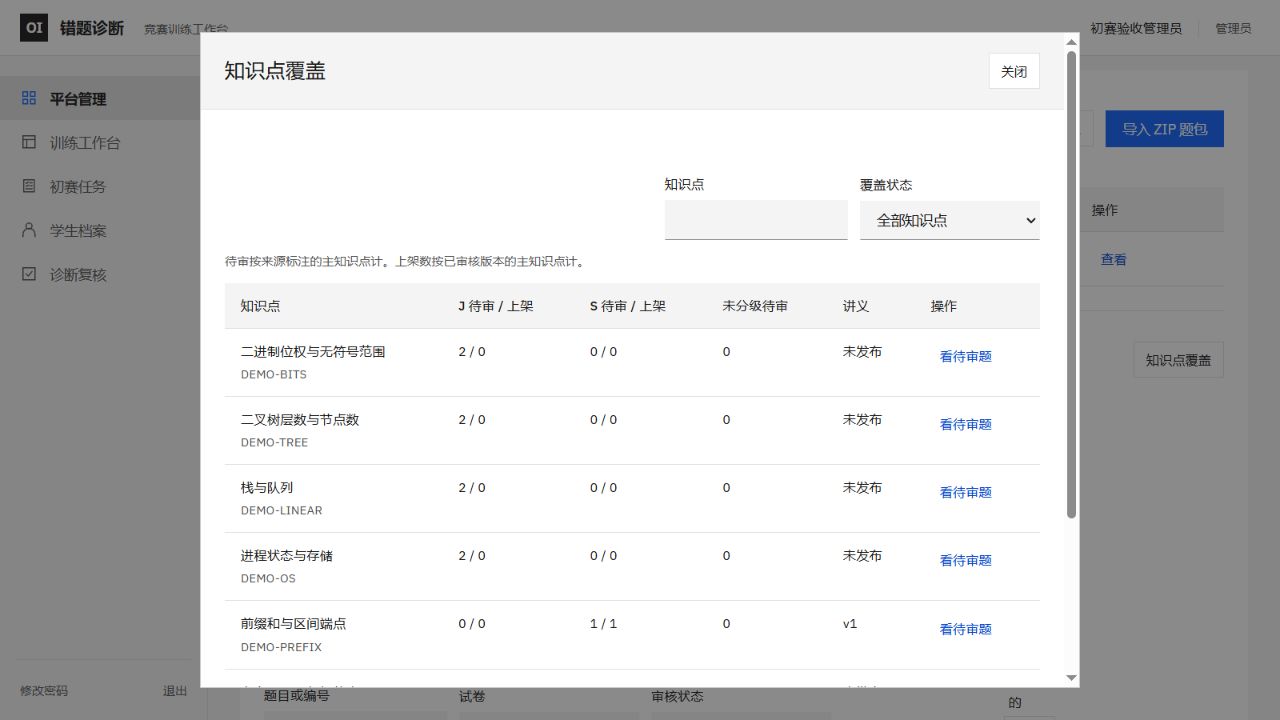 OI 错题诊断 竞赛训练工作台
初赛验收管理员 管理员
平台管理
训练工作台
初赛任务
学生档案
诊断复核
修改密码 退出
知识点覆盖 关闭
导入 ZIP 题包
操作
查看
知识点覆盖
知识点 覆盖状态
全部知识点
待审按来源标注的主知识点计。上架数按已审核版本的主知识点计。
知识点 J 待审 / 上架 S 待审 / 上架 未分级待审 讲义 操作
二进制位权与无符号范围 2 / 0 0 / 0 0 未发布 看待审题
DEMO-BITS
二叉树层数与节点数 2 / 0 0 / 0 0 未发布 看待审题
DEMO-TREE
栈与队列 2 / 0 0 / 0 0 未发布 看待审题
DEMO-LINEAR
进程状态与存储 2 / 0 0 / 0 0 未发布 看待审题
DEMO-OS
前缀和与区间端点 0 / 0 1 / 1 0 v1 看待审题
DEMO-PREFIX
题目或编号 试卷 审核状态 的